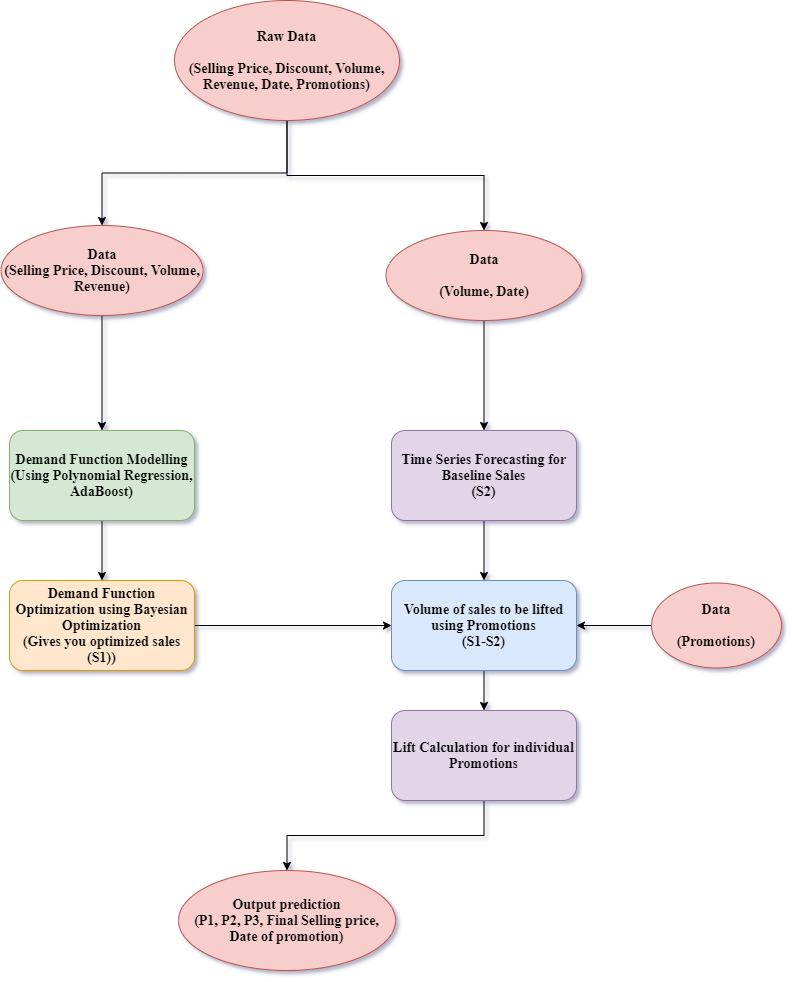 Raw Data
(Selling Price, Discount, Volume,
Revenue, Date, Promotions)
Data
(Selling Price, Discount, Volume,
Revenue)
Data
(Volume, Date)
Demand Function Modelling
(Using Polynomial Regression,
AdaBoost)
Time Series Forecasting for
Baseline Sales
(S2)
Demand Function
Optimization using Bayesian
Optimization
(Gives you optimized sales
(S1))
Volume of sales to be lifted
using Promotions
(S1-S2)
Data
(Promotions)
Lift Calculation for individual
Promotions
Output prediction
(P1, P2, P3, Final Selling price,
Date of promotion)